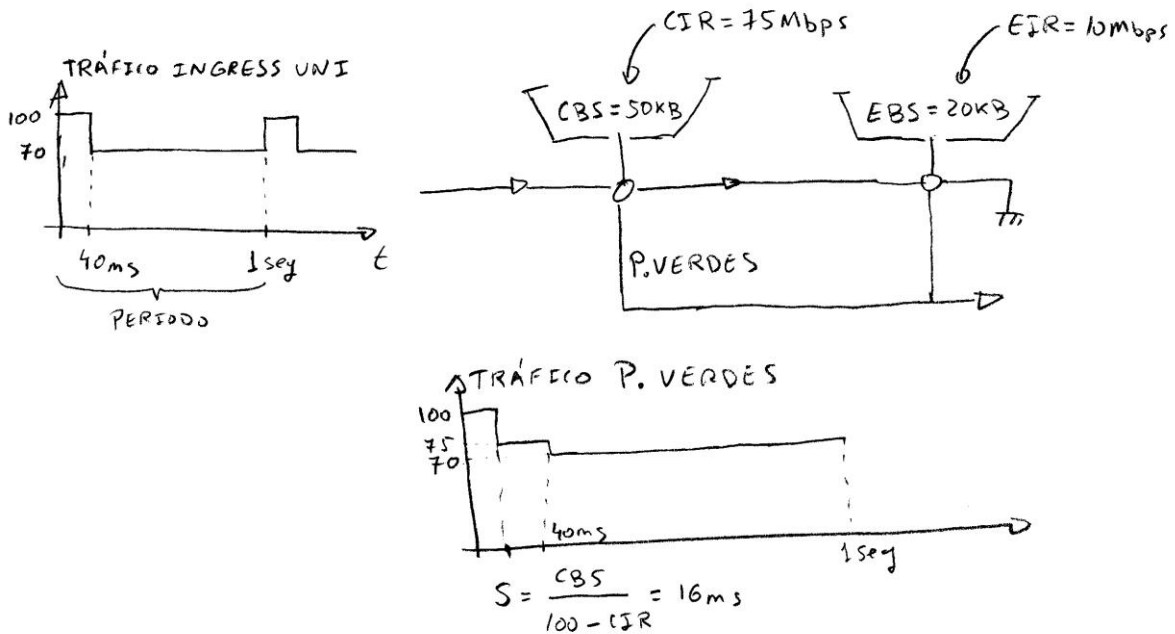 TRÁFICO INGRESS UNI
100
70
40ms
1seg
t
PERIODO
CIR = 75Mbps
EIR = 10Mbps
CBS = 50KB
EBS = 20KB
P.VERDES
TRÁFICO P. VERDES
100
75
70
40ms
1seg
S = CBS / 100 - CIR = 16ms